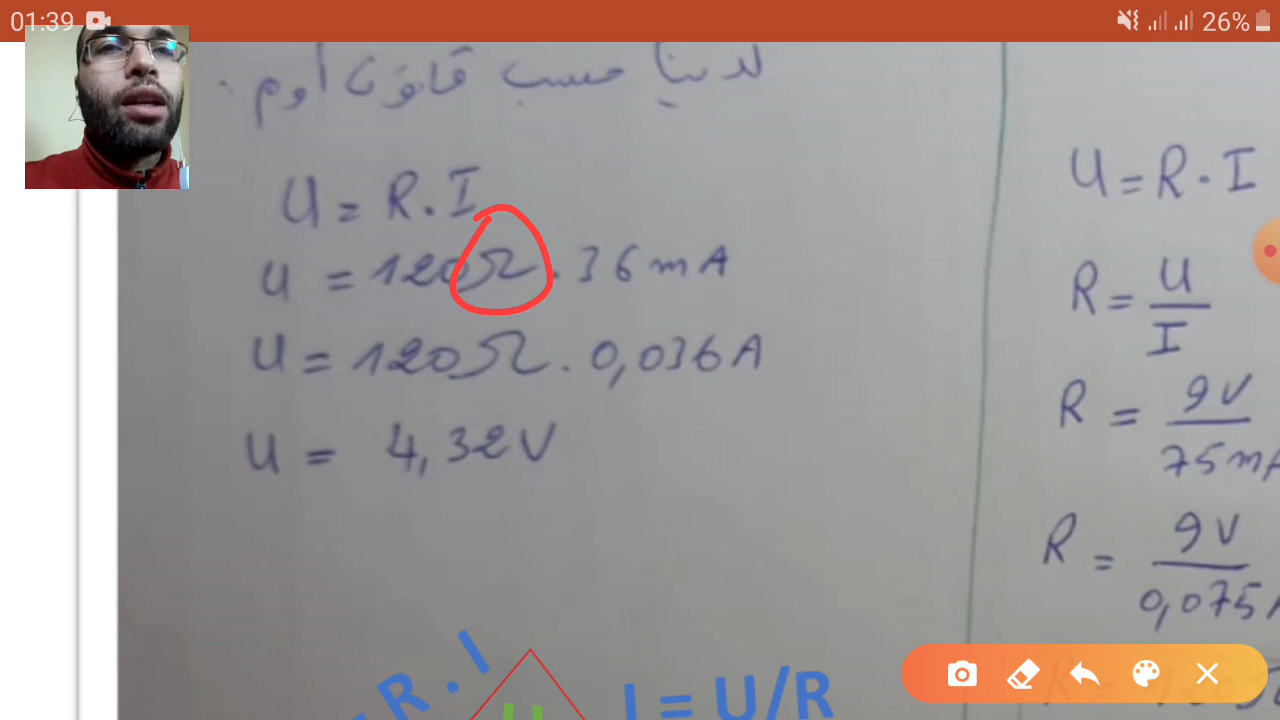 01:39
26%
لدينا حسب قانون أوم :
U = R . I
U = 120Ω . 36 mA
U = 120Ω . 0,036 A
U = 4,32V
R . I
U
I = U/R
U = R . I
R = U
I
R = 9V
75mA
R = 9V
0,075A